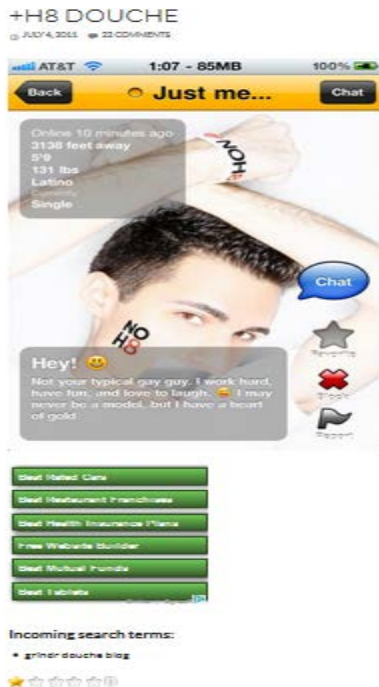 +H8 DOUCHE
JULY 4, 2011 22 COMMENTS
AT&T 1:07 - 85MB 100%
Back Just me... Chat
Online 10 minutes ago
3138 feet away
5'9
131 lbs
Latino
Currently
Single
NOH8
Chat
NO
H8
Favorite
Block
Report
Hey!
Not your typical gay guy. I work hard,
have fun, and love to laugh. I may
never be a model, but I have a heart
of gold
Best Rated Cars
Best Restaurant Franchises
Best Health Insurance Plans
Free Website Builder
Best Mutual Funds
Best Tablets
Incoming search terms:
grindr douche blog